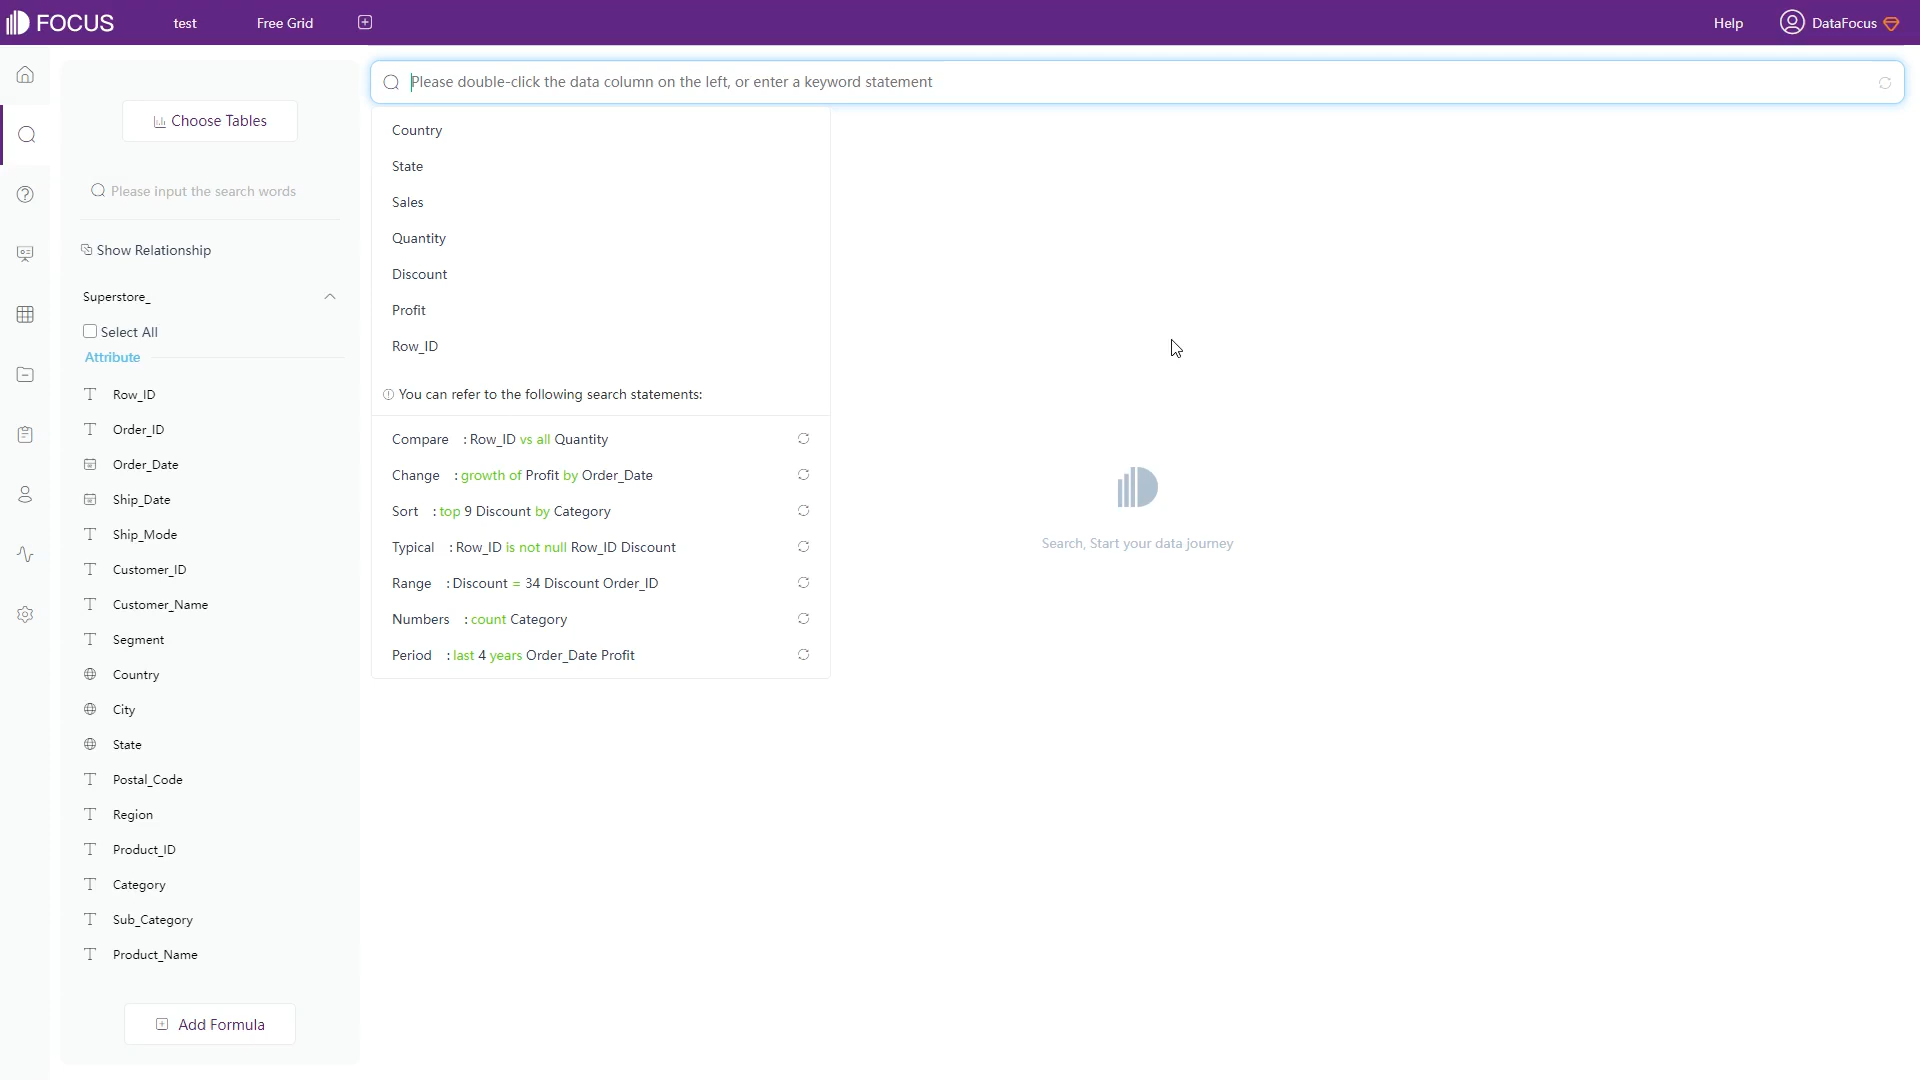 FOCUS
test
Free Grid
Help
DataFocus
Choose Tables
Please input the search words
Show Relationship
Superstore_
Select All
Attribute
Row_ID
Order_ID
Order_Date
Ship_Date
Ship_Mode
Customer_ID
Customer_Name
Segment
Country
City
State
Postal_Code
Region
Product_ID
Category
Sub_Category
Product_Name
Add Formula
Please double-click the data column on the left, or enter a keyword statement
Country
State
Sales
Quantity
Discount
Profit
Row_ID
You can refer to the following search statements:
Compare : Row_ID vs all Quantity
Change : growth of Profit by Order_Date
Sort : top 9 Discount by Category
Typical : Row_ID is not null Row_ID Discount
Range : Discount = 34 Discount Order_ID
Numbers : count Category
Period : last 4 years Order_Date Profit
Search, Start your data journey